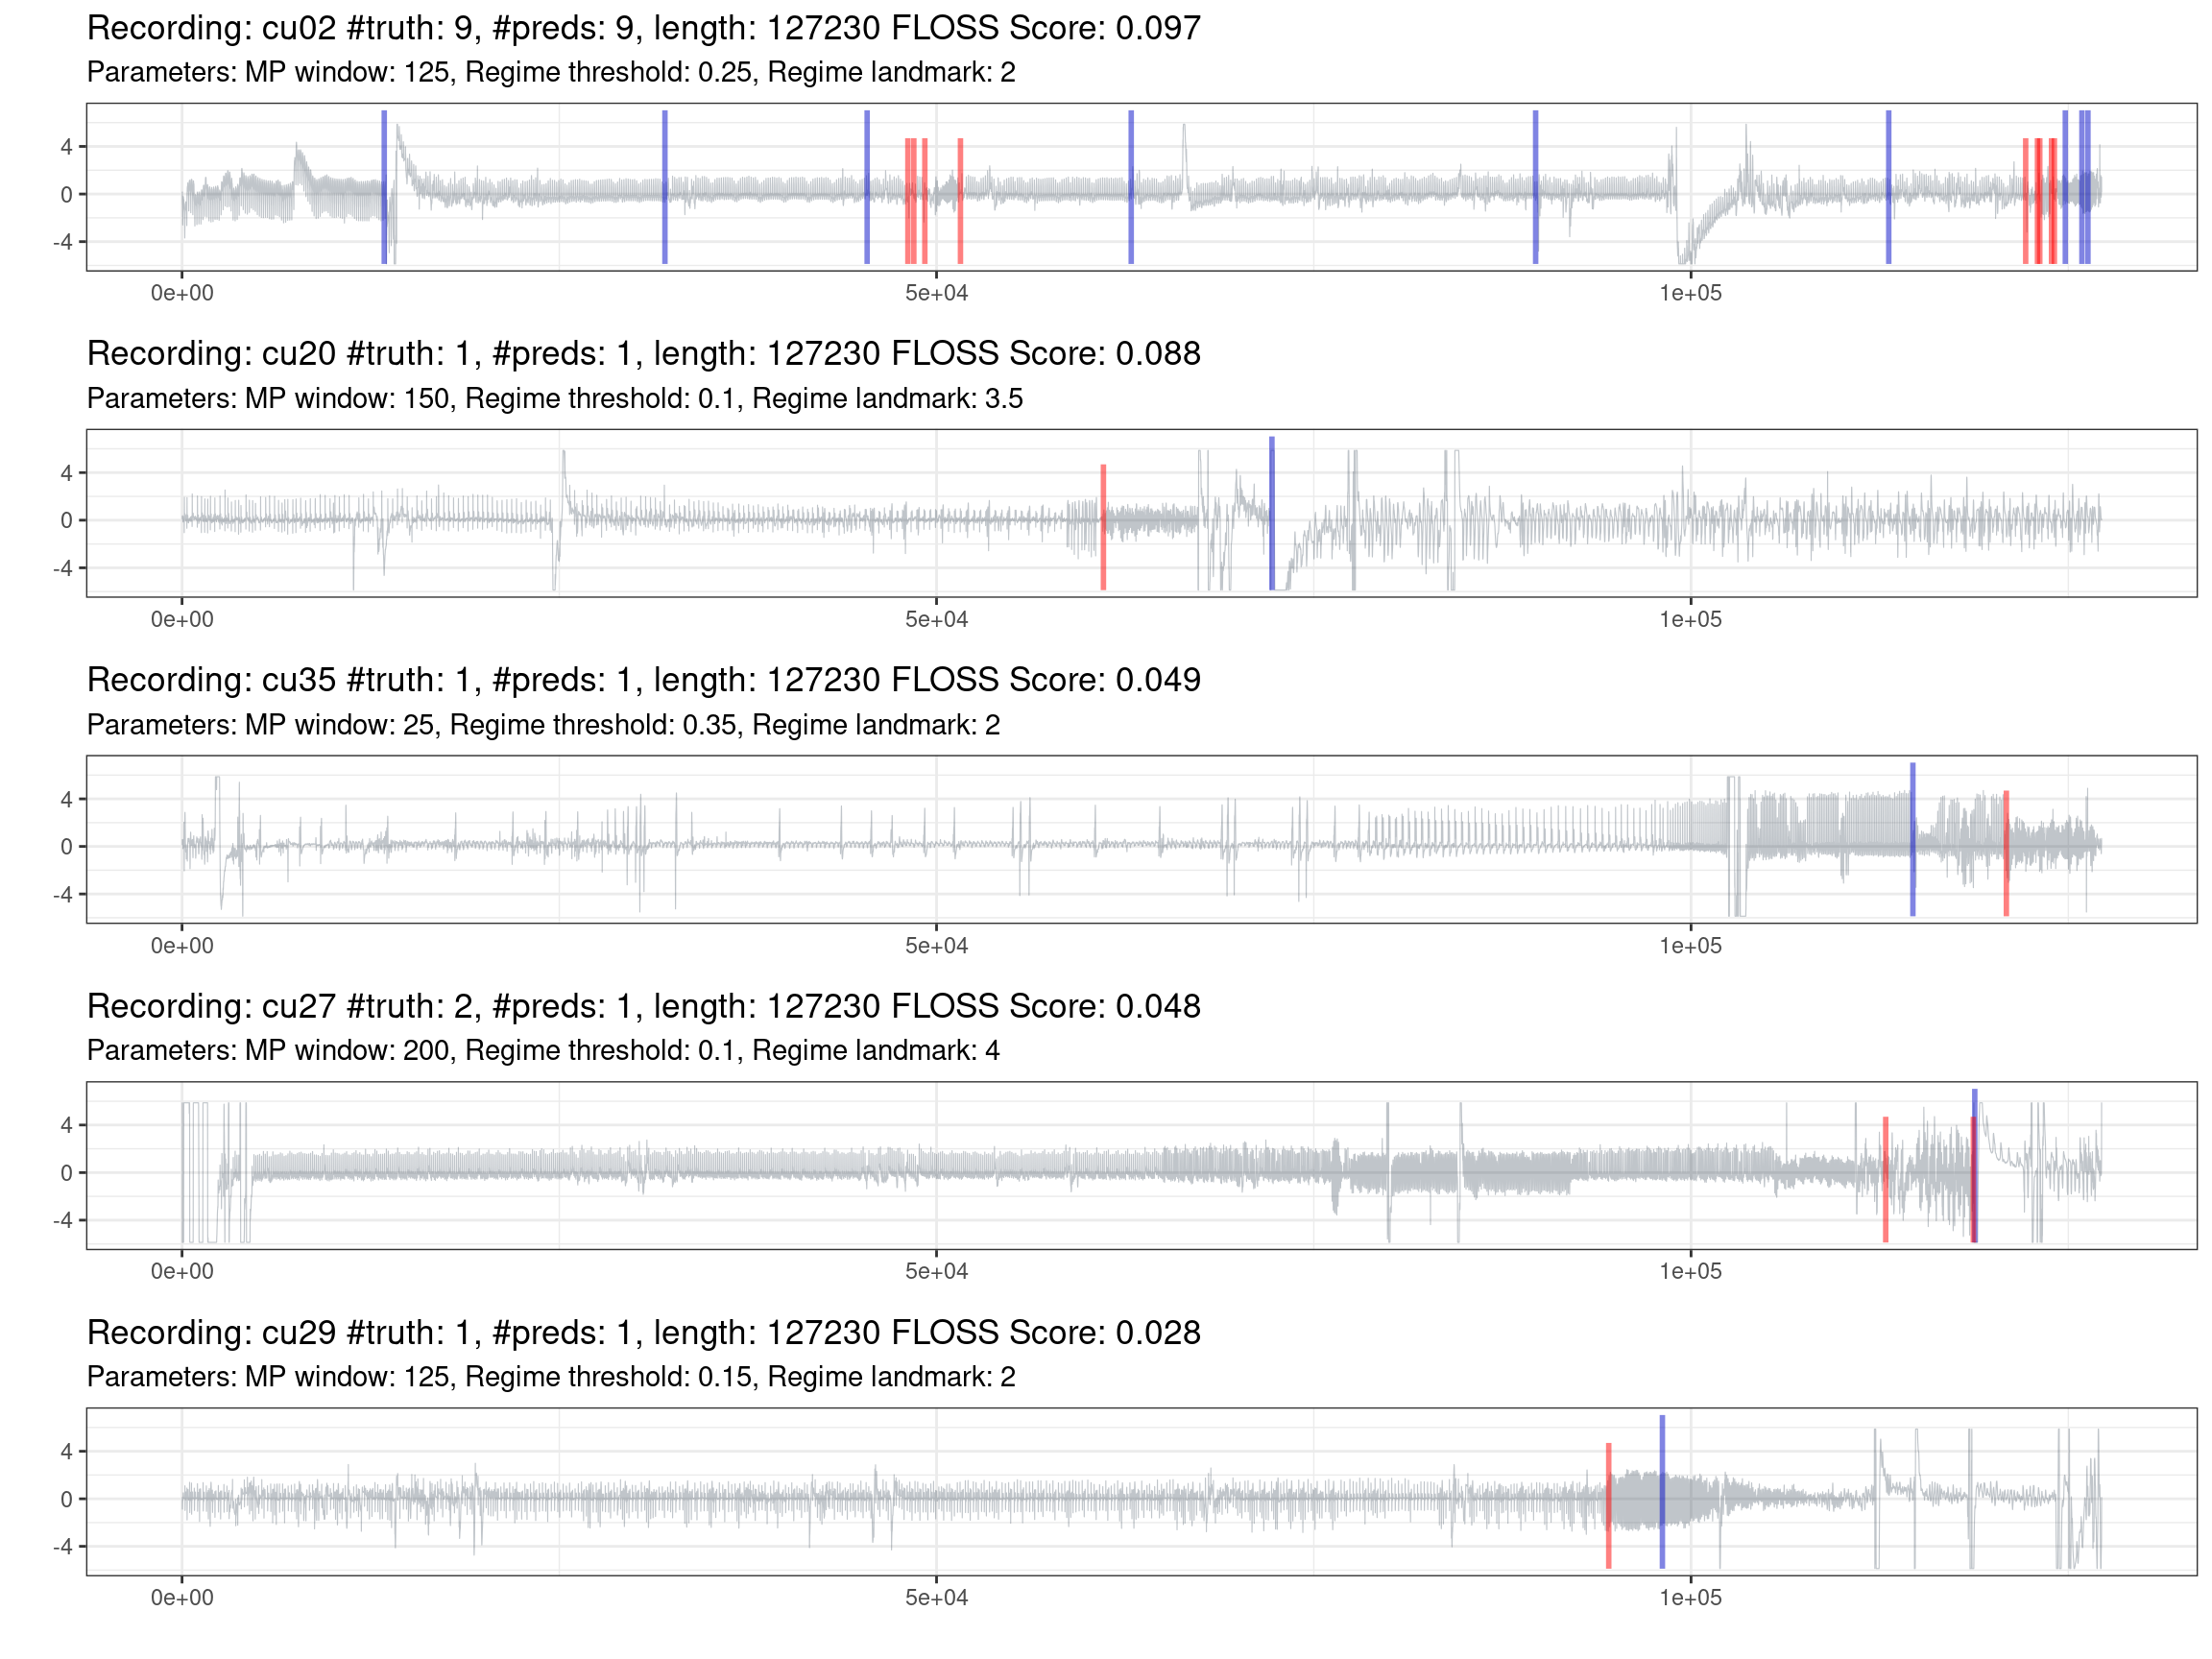 Recording: cu02 #truth: 9, #preds: 9, length: 127230 FLOSS Score: 0.097
Parameters: MP window: 125, Regime threshold: 0.25, Regime landmark: 2
4
0
-4
0e+00 5e+04 1e+05
Recording: cu20 #truth: 1, #preds: 1, length: 127230 FLOSS Score: 0.088
Parameters: MP window: 150, Regime threshold: 0.1, Regime landmark: 3.5
4
0
-4
0e+00 5e+04 1e+05
Recording: cu35 #truth: 1, #preds: 1, length: 127230 FLOSS Score: 0.049
Parameters: MP window: 25, Regime threshold: 0.35, Regime landmark: 2
4
0
-4
0e+00 5e+04 1e+05
Recording: cu27 #truth: 2, #preds: 1, length: 127230 FLOSS Score: 0.048
Parameters: MP window: 200, Regime threshold: 0.1, Regime landmark: 4
4
0
-4
0e+00 5e+04 1e+05
Recording: cu29 #truth: 1, #preds: 1, length: 127230 FLOSS Score: 0.028
Parameters: MP window: 125, Regime threshold: 0.15, Regime landmark: 2
4
0
-4
0e+00 5e+04 1e+05